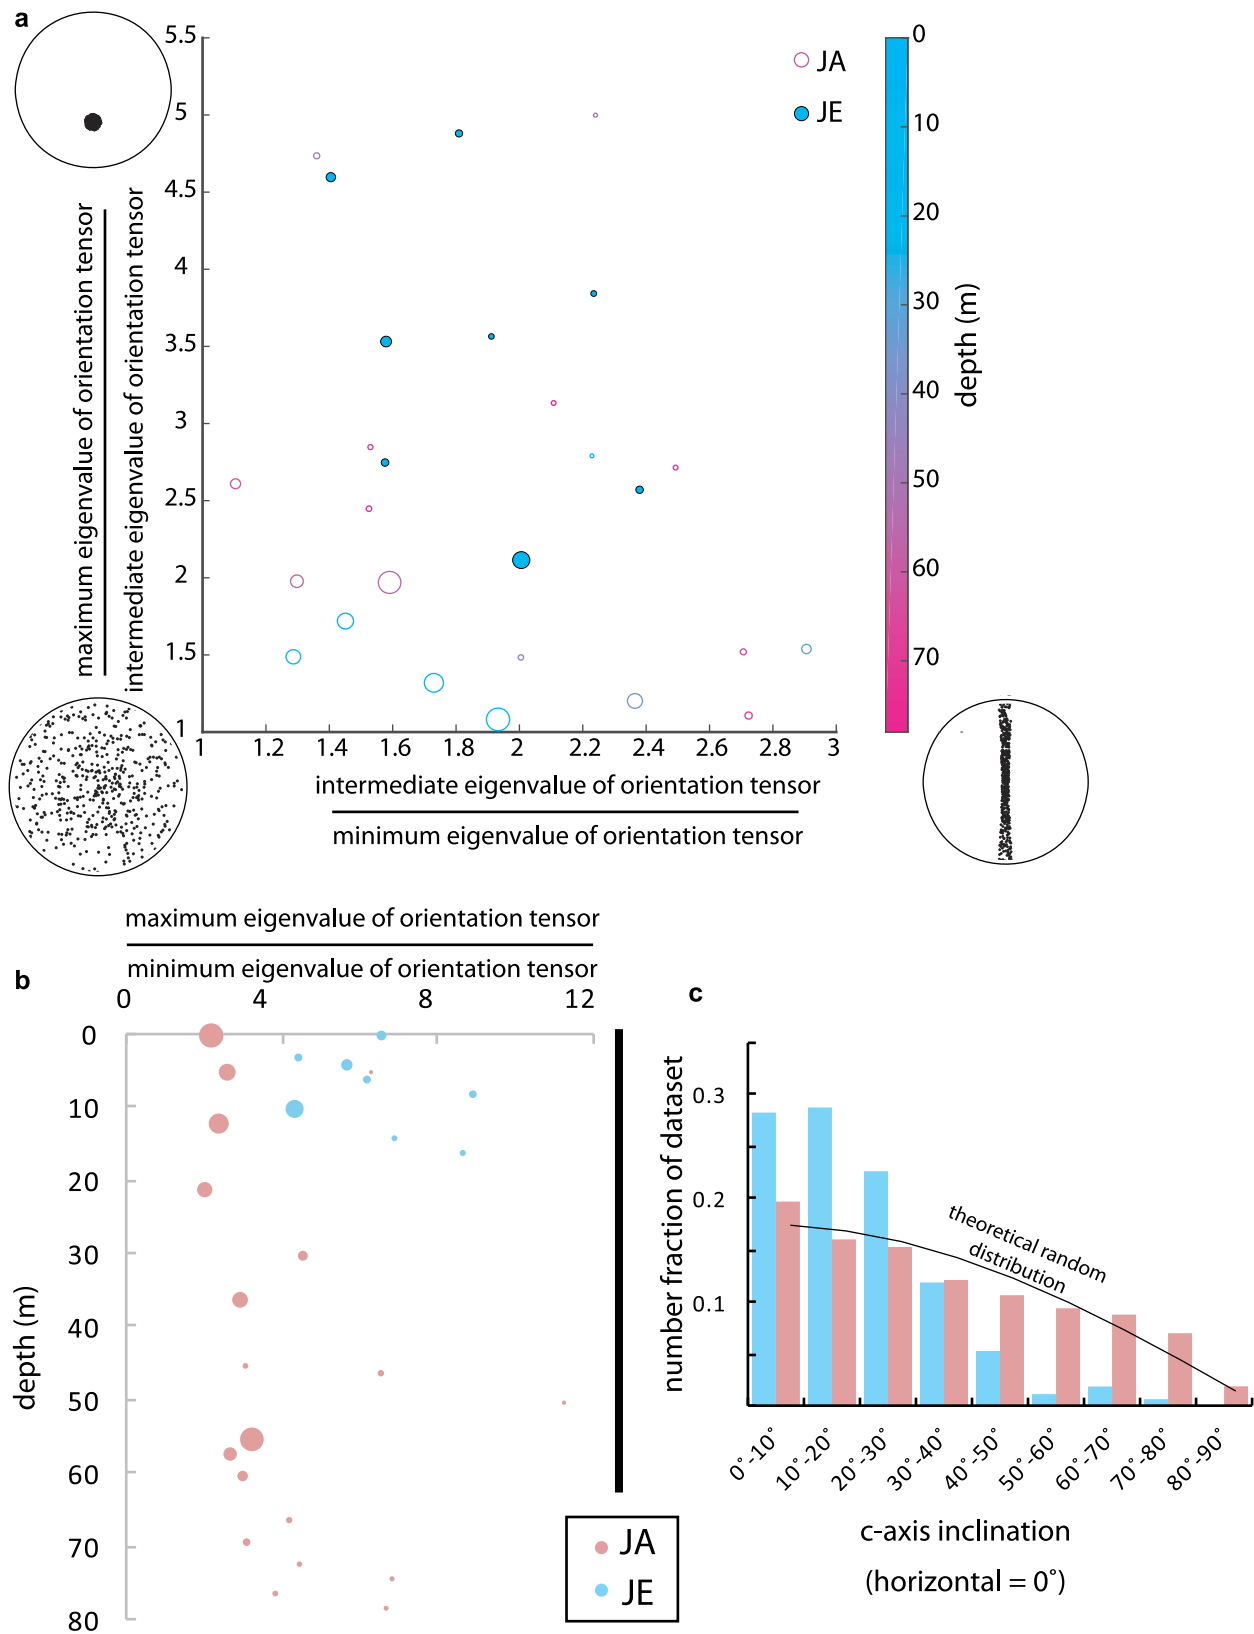 a
5.5
5
4.5
4
3.5
3
2.5
2
1.5
1
maximum eigenvalue of orientation tensor
intermediate eigenvalue of orientation tensor
JA
JE
0
10
20
30
40
50
60
70
depth (m)
1 1.2 1.4 1.6 1.8 2 2.2 2.4 2.6 2.8 3
intermediate eigenvalue of orientation tensor
minimum eigenvalue of orientation tensor
maximum eigenvalue of orientation tensor
minimum eigenvalue of orientation tensor
b
0 4 8 12
0
10
20
30
40
50
60
70
80
depth (m)
JA
JE
c
number fraction of dataset
0.3
0.2
0.1
theoretical random
distribution
0°-10° 10°-20° 20°-30° 30°-40° 40°-50° 50°-60° 60°-70° 70°-80° 80°-90°
c-axis inclination
(horizontal = 0°)